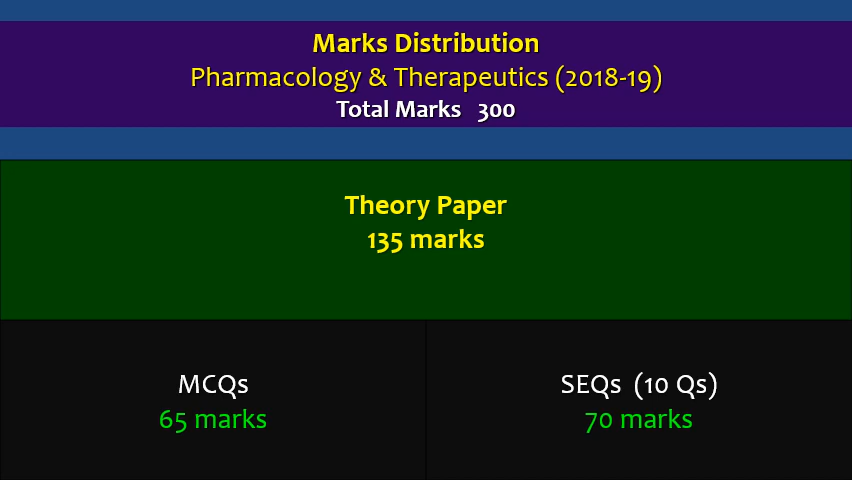 Marks Distribution
Pharmacology & Therapeutics (2018-19)
Total Marks 300
Theory Paper
135 marks
MCQs
65 marks
SEQs (10 Qs)
70 marks